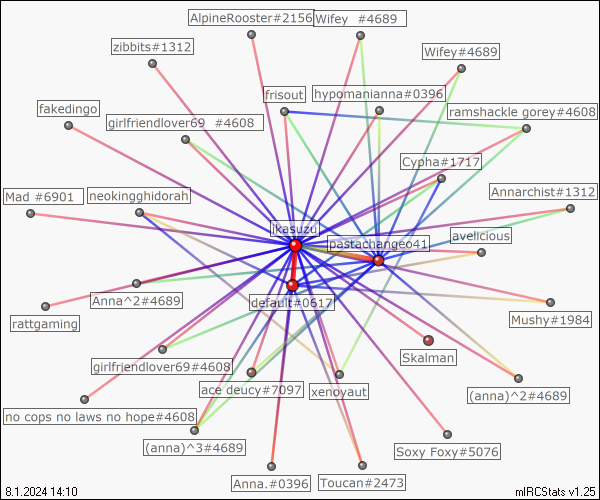 AlpineRooster#2156
Wifey  #4689
zibbits#1312
Wifey#4689
frisout
hypomanianna#0396
fakedingo
girlfriendlover69  #4608
ramshackle gorey#4608
Cypha#1717
Mad #6901
neokingghidorah
Annarchist#1312
ikasuzu
pastachangeo41
avelicious
Anna^2#4689
default#0617
rattgaming
Mushy#1984
girlfriendlover69#4608
Skalman
ace deucy#7097
xenoyaut
(anna)^2#4689
no cops no laws no hope#4608
(anna)^3#4689
Soxy Foxy#5076
Anna.#0396
Toucan#2473
8.1.2024 14:10
mIRCStats v1.25